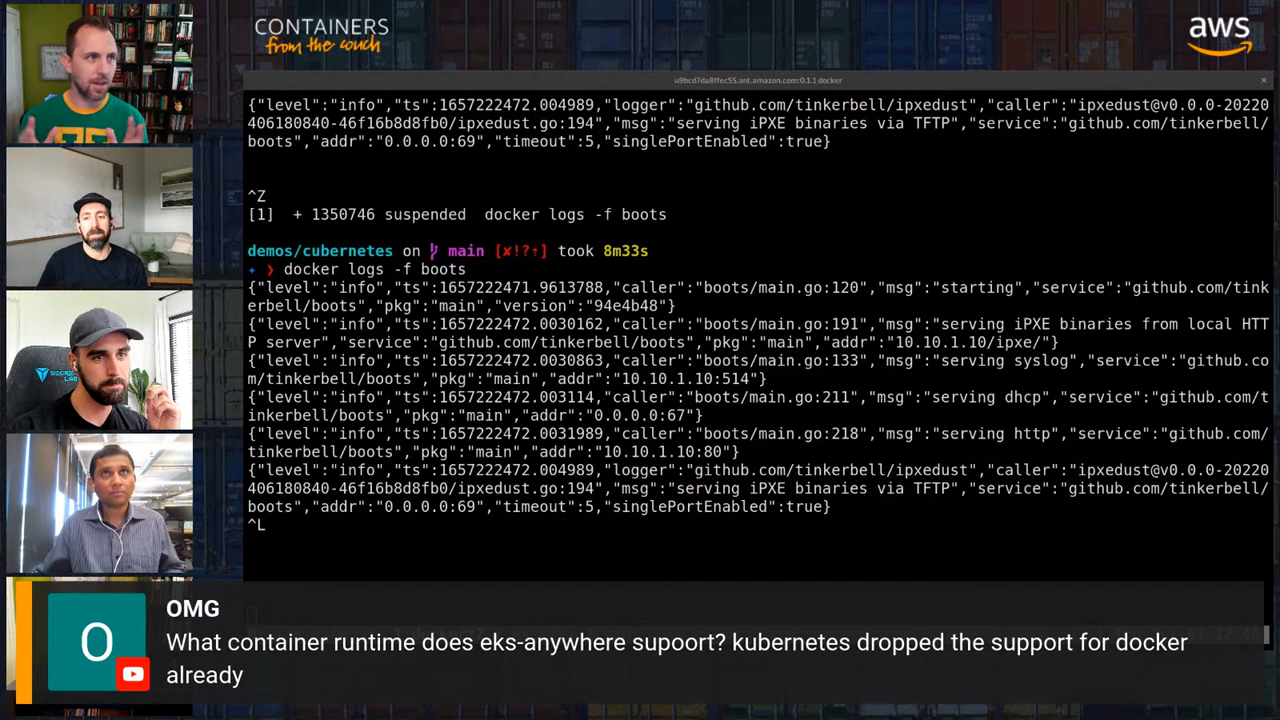 CONTAINERS
from the couch
aws
u9bcd7da8ffec55.ant.amazon.com:0.1.1 docker
{"level":"info","ts":1657222472.004989,"logger":"github.com/tinkerbell/ipxedust","caller":"ipxedust@v0.0.0-20220
406180840-46f16b8d8fb0/ipxedust.go:194","msg":"serving iPXE binaries via TFTP","service":"github.com/tinkerbell/
boots","addr":"0.0.0.0:69","timeout":5,"singlePortEnabled":true}
^Z
[1]  + 1350746 suspended  docker logs -f boots
demos/cubernetes on main [✘!?⇡] took 8m33s
✦ ❯ docker logs -f boots
{"level":"info","ts":1657222471.9613788,"caller":"boots/main.go:120","msg":"starting","service":"github.com/tink
erbell/boots","pkg":"main","version":"94e4b48"}
{"level":"info","ts":1657222472.0030162,"caller":"boots/main.go:191","msg":"serving iPXE binaries from local HTT
P server","service":"github.com/tinkerbell/boots","pkg":"main","addr":"10.10.1.10/ipxe/"}
{"level":"info","ts":1657222472.0030863,"caller":"boots/main.go:133","msg":"serving syslog","service":"github.co
m/tinkerbell/boots","pkg":"main","addr":"10.10.1.10:514"}
{"level":"info","ts":1657222472.003114,"caller":"boots/main.go:211","msg":"serving dhcp","service":"github.com/t
inkerbell/boots","pkg":"main","addr":"0.0.0.0:67"}
{"level":"info","ts":1657222472.0031989,"caller":"boots/main.go:218","msg":"serving http","service":"github.com/
tinkerbell/boots","pkg":"main","addr":"10.10.1.10:80"}
{"level":"info","ts":1657222472.004989,"logger":"github.com/tinkerbell/ipxedust","caller":"ipxedust@v0.0.0-20220
406180840-46f16b8d8fb0/ipxedust.go:194","msg":"serving iPXE binaries via TFTP","service":"github.com/tinkerbell/
boots","addr":"0.0.0.0:69","timeout":5,"singlePortEnabled":true}
^L
O
OMG
What container runtime does eks-anywhere supoort? kubernetes dropped the support for docker
already